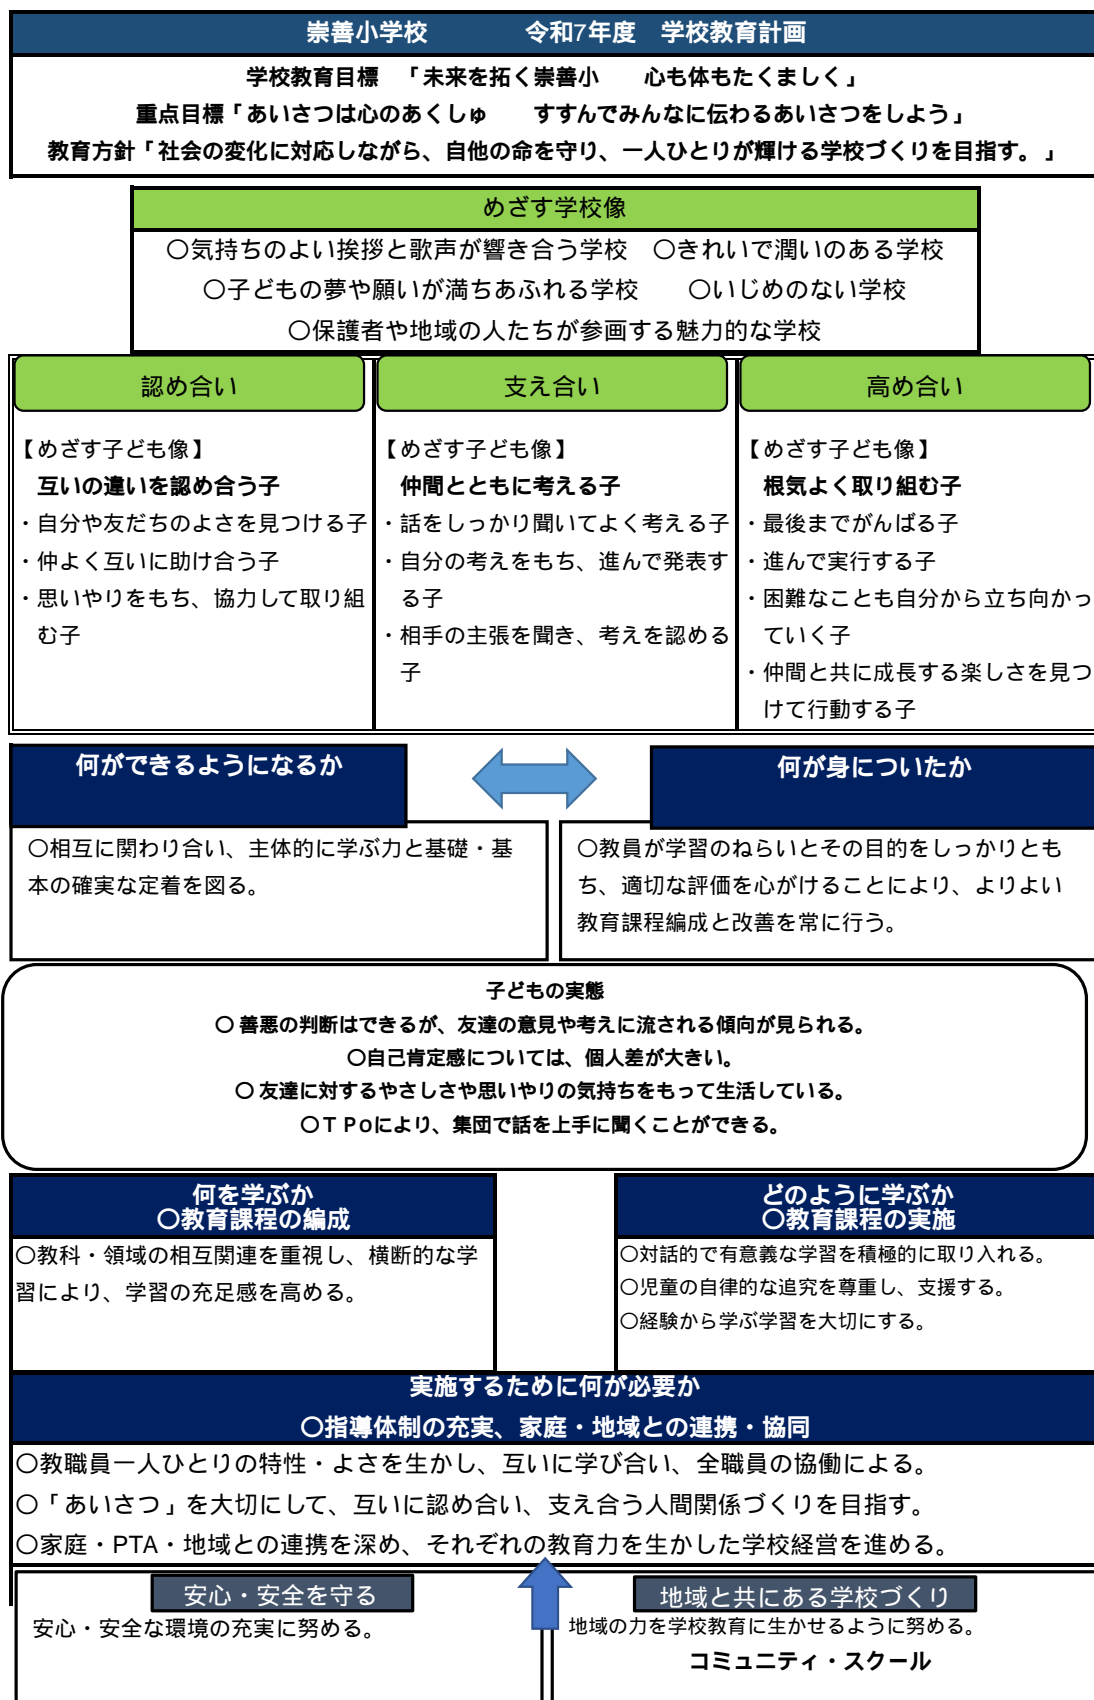 崇善小学校　　　　令和7年度　学校教育計画
学校教育目標　「未来を拓く崇善小　　心も体もたくましく」
重点目標「あいさつは心のあくしゅ　　すすんでみんなに伝わるあいさつをしよう」
教育方針「社会の変化に対応しながら、自他の命を守り、一人ひとりが輝ける学校づくりを目指す。」
めざす学校像
〇気持ちのよい挨拶と歌声が響き合う学校　〇きれいで潤いのある学校
〇子どもの夢や願いが満ちあふれる学校　　〇いじめのない学校
〇保護者や地域の人たちが参画する魅力的な学校
認め合い
【めざす子ども像】
互いの違いを認め合う子
・自分や友だちのよさを見つける子
・仲よく互いに助け合う子
・思いやりをもち、協力して取り組
む子
支え合い
【めざす子ども像】
仲間とともに考える子
・話をしっかり聞いてよく考える子
・自分の考えをもち、進んで発表す
る子
・相手の主張を聞き、考えを認める
子
高め合い
【めざす子ども像】
根気よく取り組む子
・最後までがんばる子
・進んで実行する子
・困難なことも自分から立ち向かっ
ていく子
・仲間と共に成長する楽しさを見つ
けて行動する子
何ができるようになるか
〇相互に関わり合い、主体的に学ぶ力と基礎・基
本の確実な定着を図る。
何が身についたか
〇教員が学習のねらいとその目的をしっかりとも
ち、適切な評価を心がけることにより、よりよい
教育課程編成と改善を常に行う。
子どもの実態
〇 善悪の判断はできるが、友達の意見や考えに流される傾向が見られる。
〇自己肯定感については、個人差が大きい。
〇 友達に対するやさしさや思いやりの気持ちをもって生活している。
〇ＴＰoにより、集団で話を上手に聞くことができる。
何を学ぶか
〇教育課程の編成
〇教科・領域の相互関連を重視し、横断的な学
習により、学習の充足感を高める。
どのように学ぶか
〇教育課程の実施
〇対話的で有意義な学習を積極的に取り入れる。
〇児童の自律的な追究を尊重し、支援する。
〇経験から学ぶ学習を大切にする。
実施するために何が必要か
〇指導体制の充実、家庭・地域との連携・協同
〇教職員一人ひとりの特性・よさを生かし、互いに学び合い、全職員の協働による。
〇「あいさつ」を大切にして、互いに認め合い、支え合う人間関係づくりを目指す。
〇家庭・PTA・地域との連携を深め、それぞれの教育力を生かした学校経営を進める。
安心・安全を守る
安心・安全な環境の充実に努める。
地域と共にある学校づくり
地域の力を学校教育に生かせるように努める。
コミュニティ・スクール